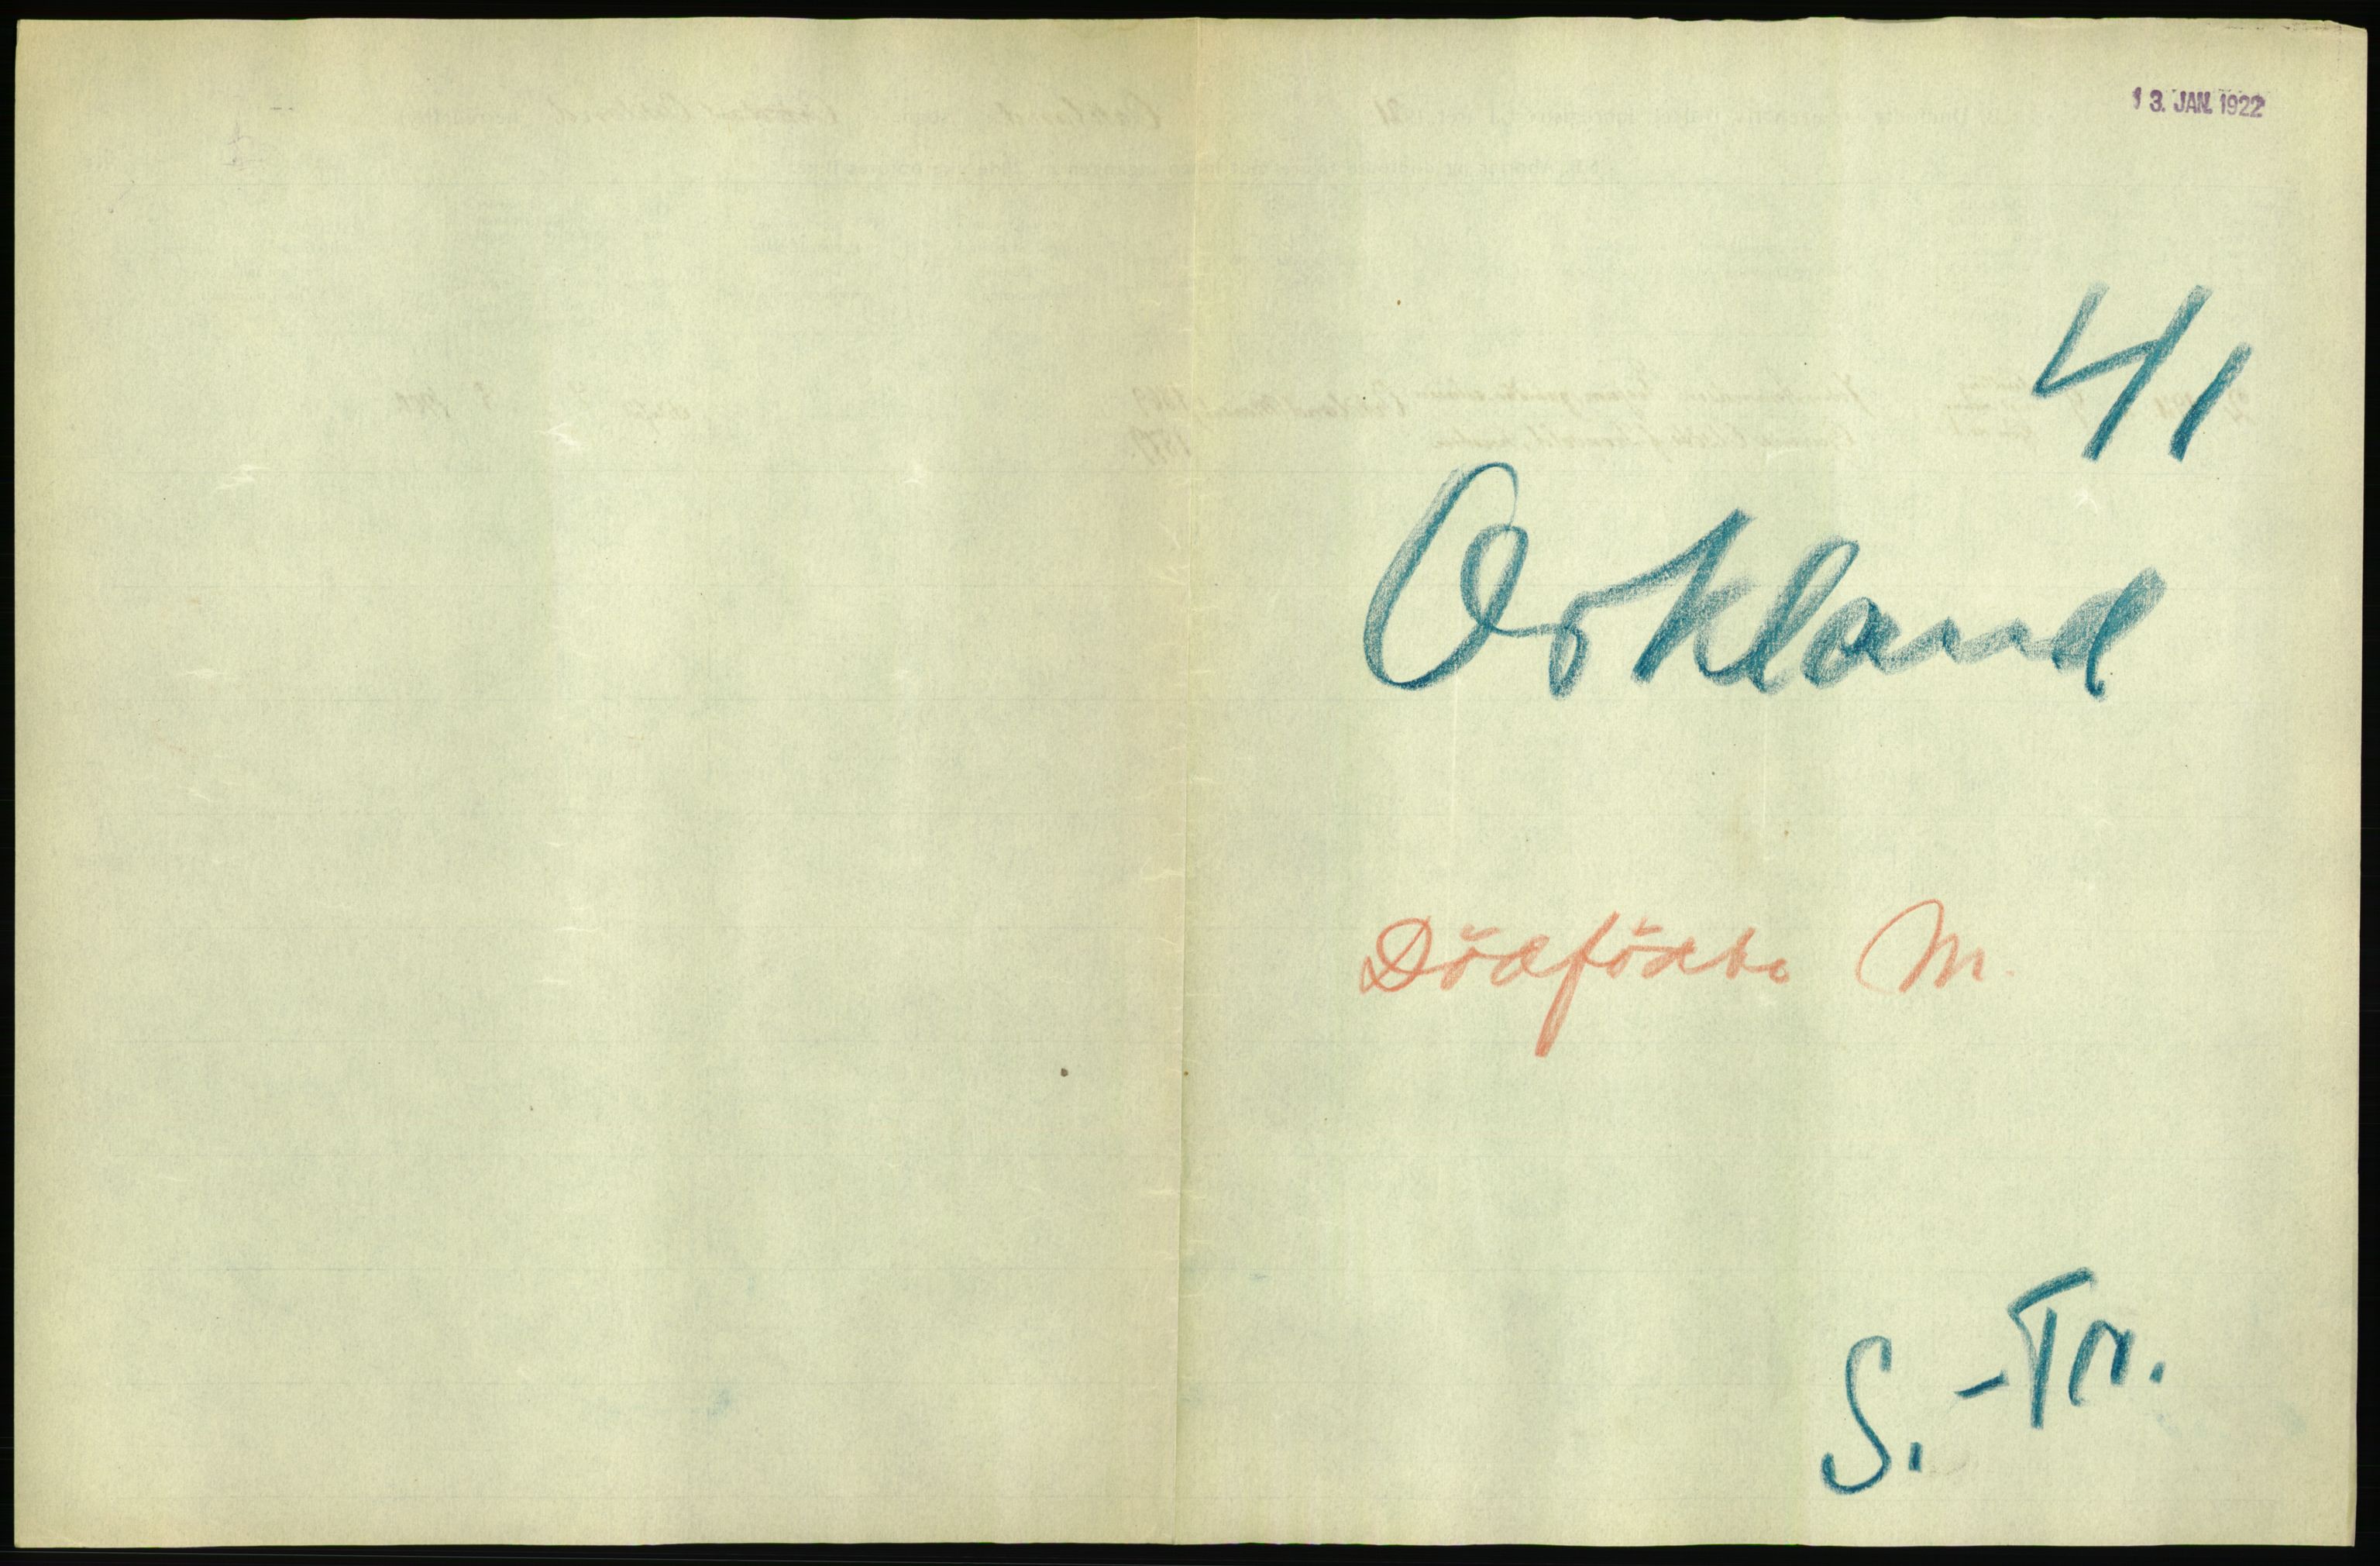 13. JAN. 1922
41
Orkland
Dödfödte M.
S.-Tr.